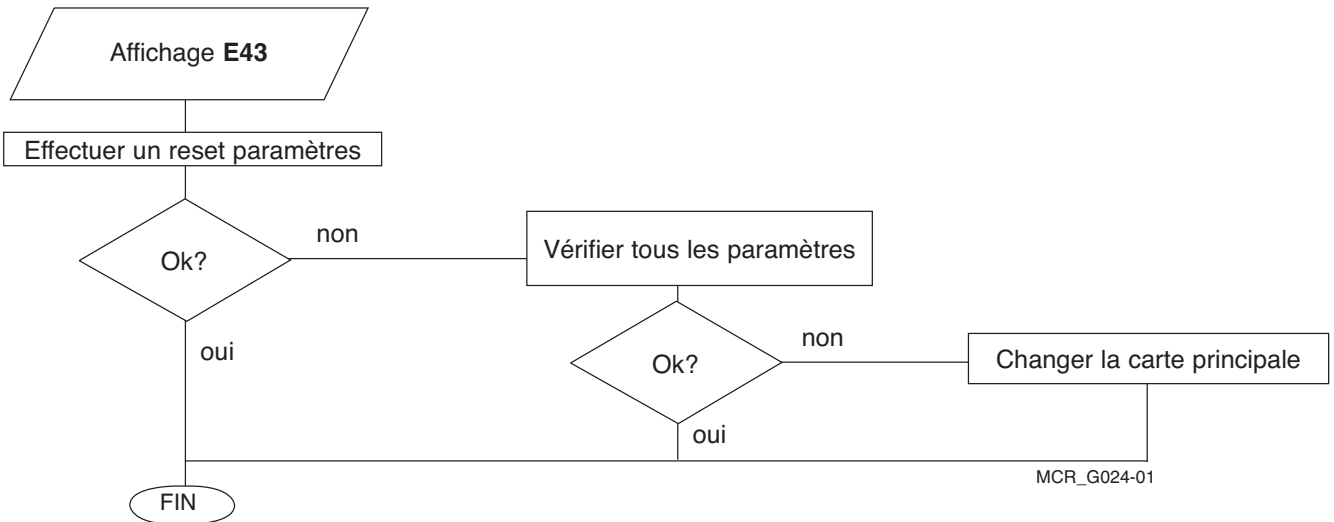 Affichage E43
Effectuer un reset paramètres
Ok?
non
Vérifier tous les paramètres
oui
Ok?
non
Changer la carte principale
oui
MCR_G024-01
FIN